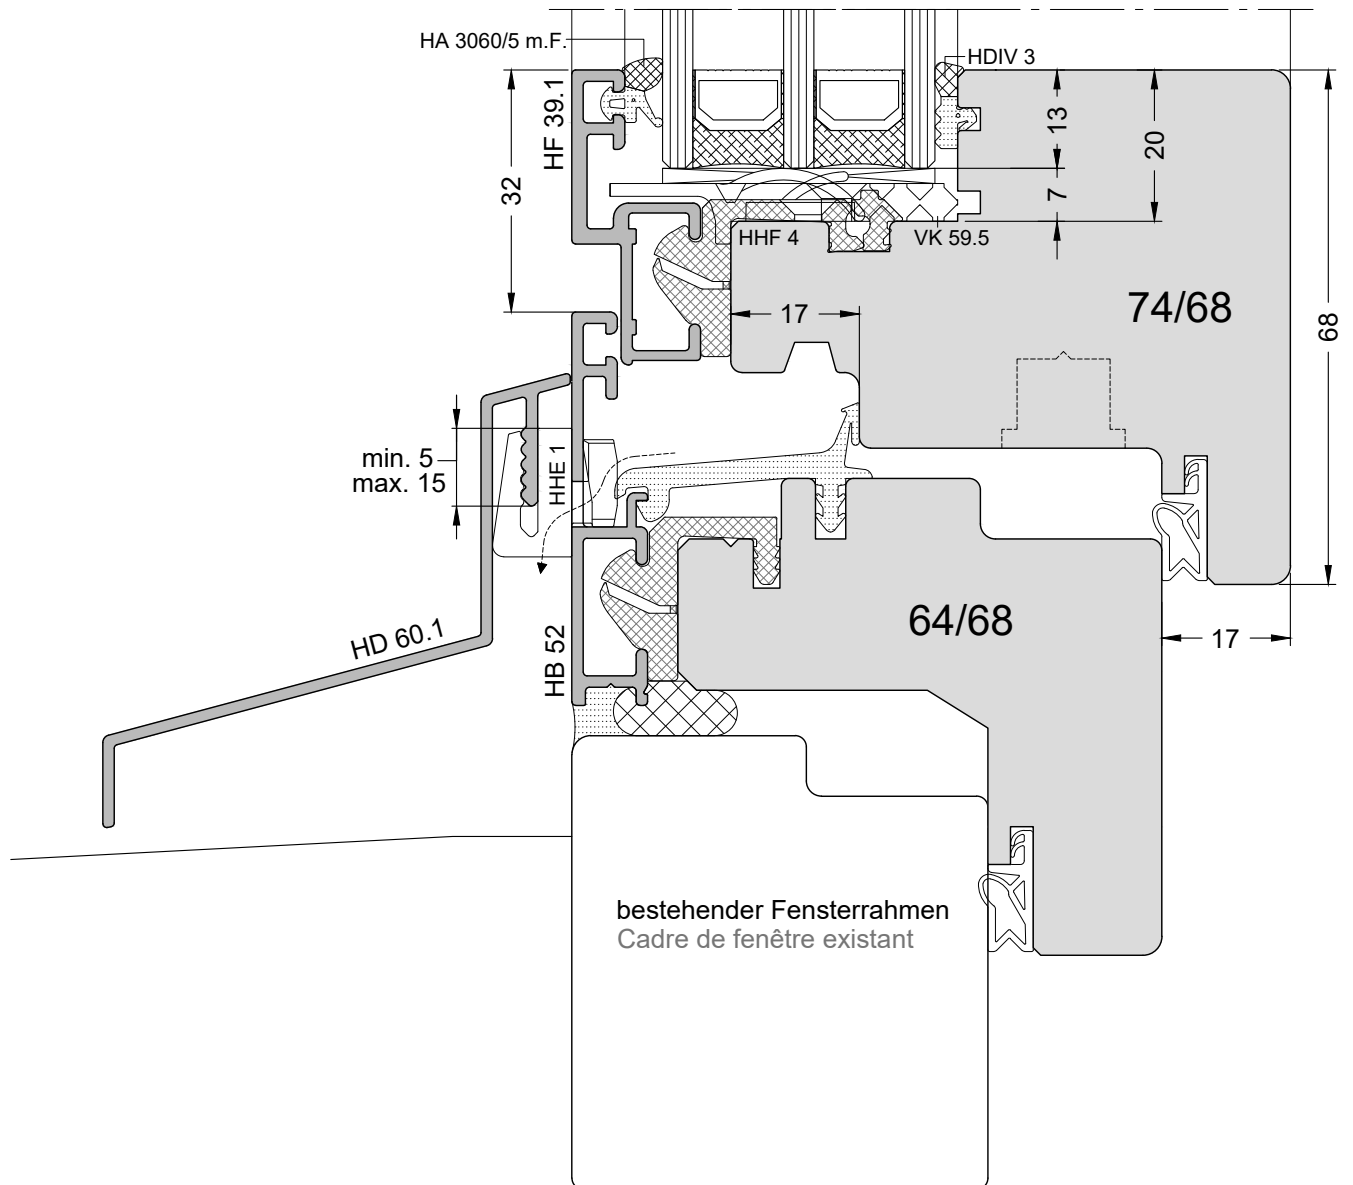 HA 3060/5 m.F.
HDIV 3
HF 39.1
32
13
20
7
HHF 4
VK 59.5
17
74/68
68
min. 5
max. 15
HHE 1
64/68
HD 60.1
HB 52
17
bestehender Fensterrahmen
Cadre de fenêtre existant